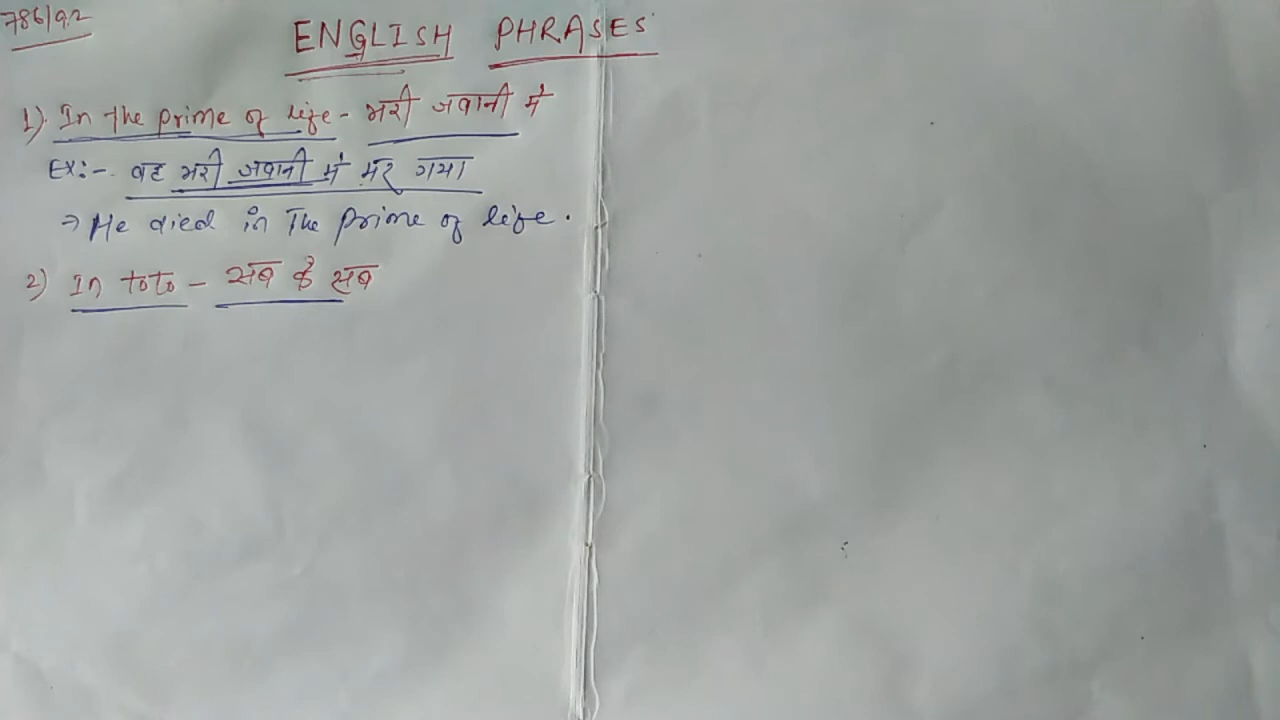 786/92
ENGLISH PHRASES
1) In the prime of life - भरी जवानी में
Ex:- वह भरी जवानी में मर गया
⇒ He died in The prime of life.
2) In toto - सब के सब